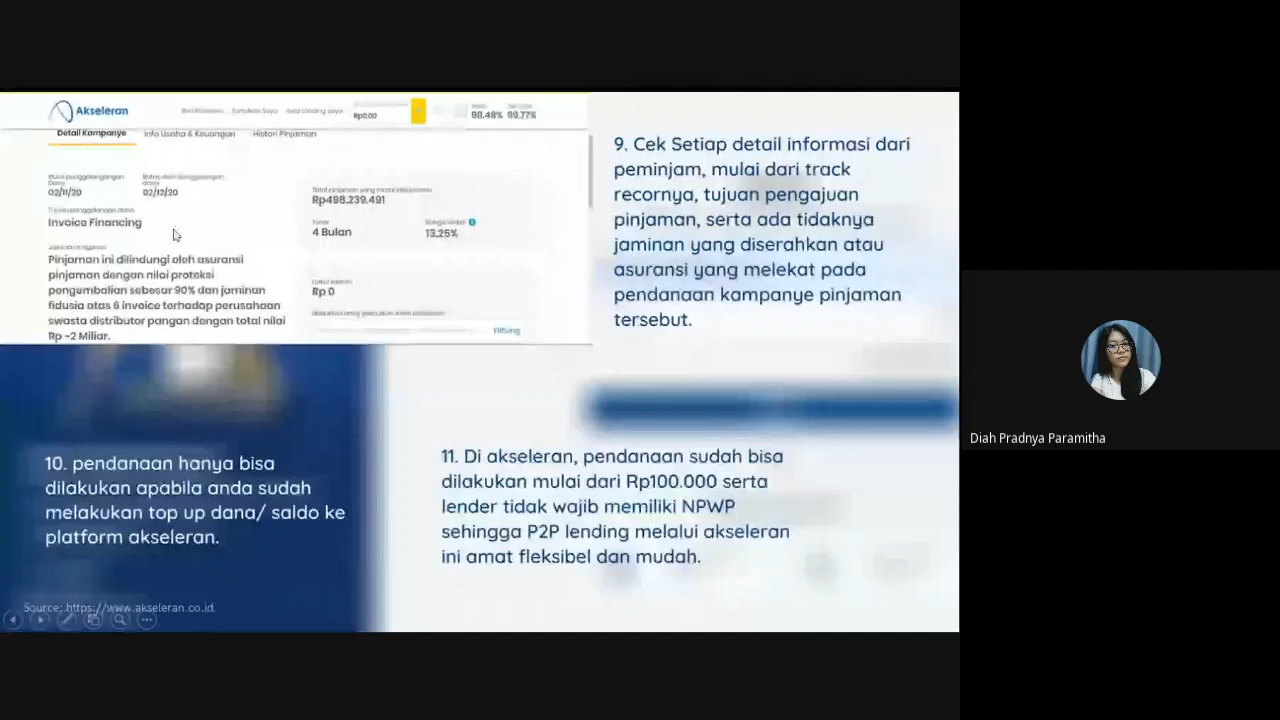 Akseleran
Rp0,00
98.48% 99.77%
Detail Kampanye
Info Usaha & Keuangan
Histori Pinjaman
02/11/20
02/12/20
Rp498.239.491
Invoice Financing
4 Bulan
13,25%
Pinjaman ini dilindungi oleh asuransi
pinjaman dengan nilai proteksi
pengembalian sebesar 90% dan jaminan
fidusia atas 6 invoice terhadap perusahaan
swasta distributor pangan dengan total nilai
Rp ~2 Miliar.
Rp 0
Hitung
9. Cek Setiap detail informasi dari
peminjam, mulai dari track
recornya, tujuan pengajuan
pinjaman, serta ada tidaknya
jaminan yang diserahkan atau
asuransi yang melekat pada
pendanaan kampanye pinjaman
tersebut.
10. pendanaan hanya bisa
dilakukan apabila anda sudah
melakukan top up dana/ saldo ke
platform akseleran.
11. Di akseleran, pendanaan sudah bisa
dilakukan mulai dari Rp100.000 serta
lender tidak wajib memiliki NPWP
sehingga P2P lending melalui akseleran
ini amat fleksibel dan mudah.
Source: https://www.akseleran.co.id
Diah Pradnya Paramitha